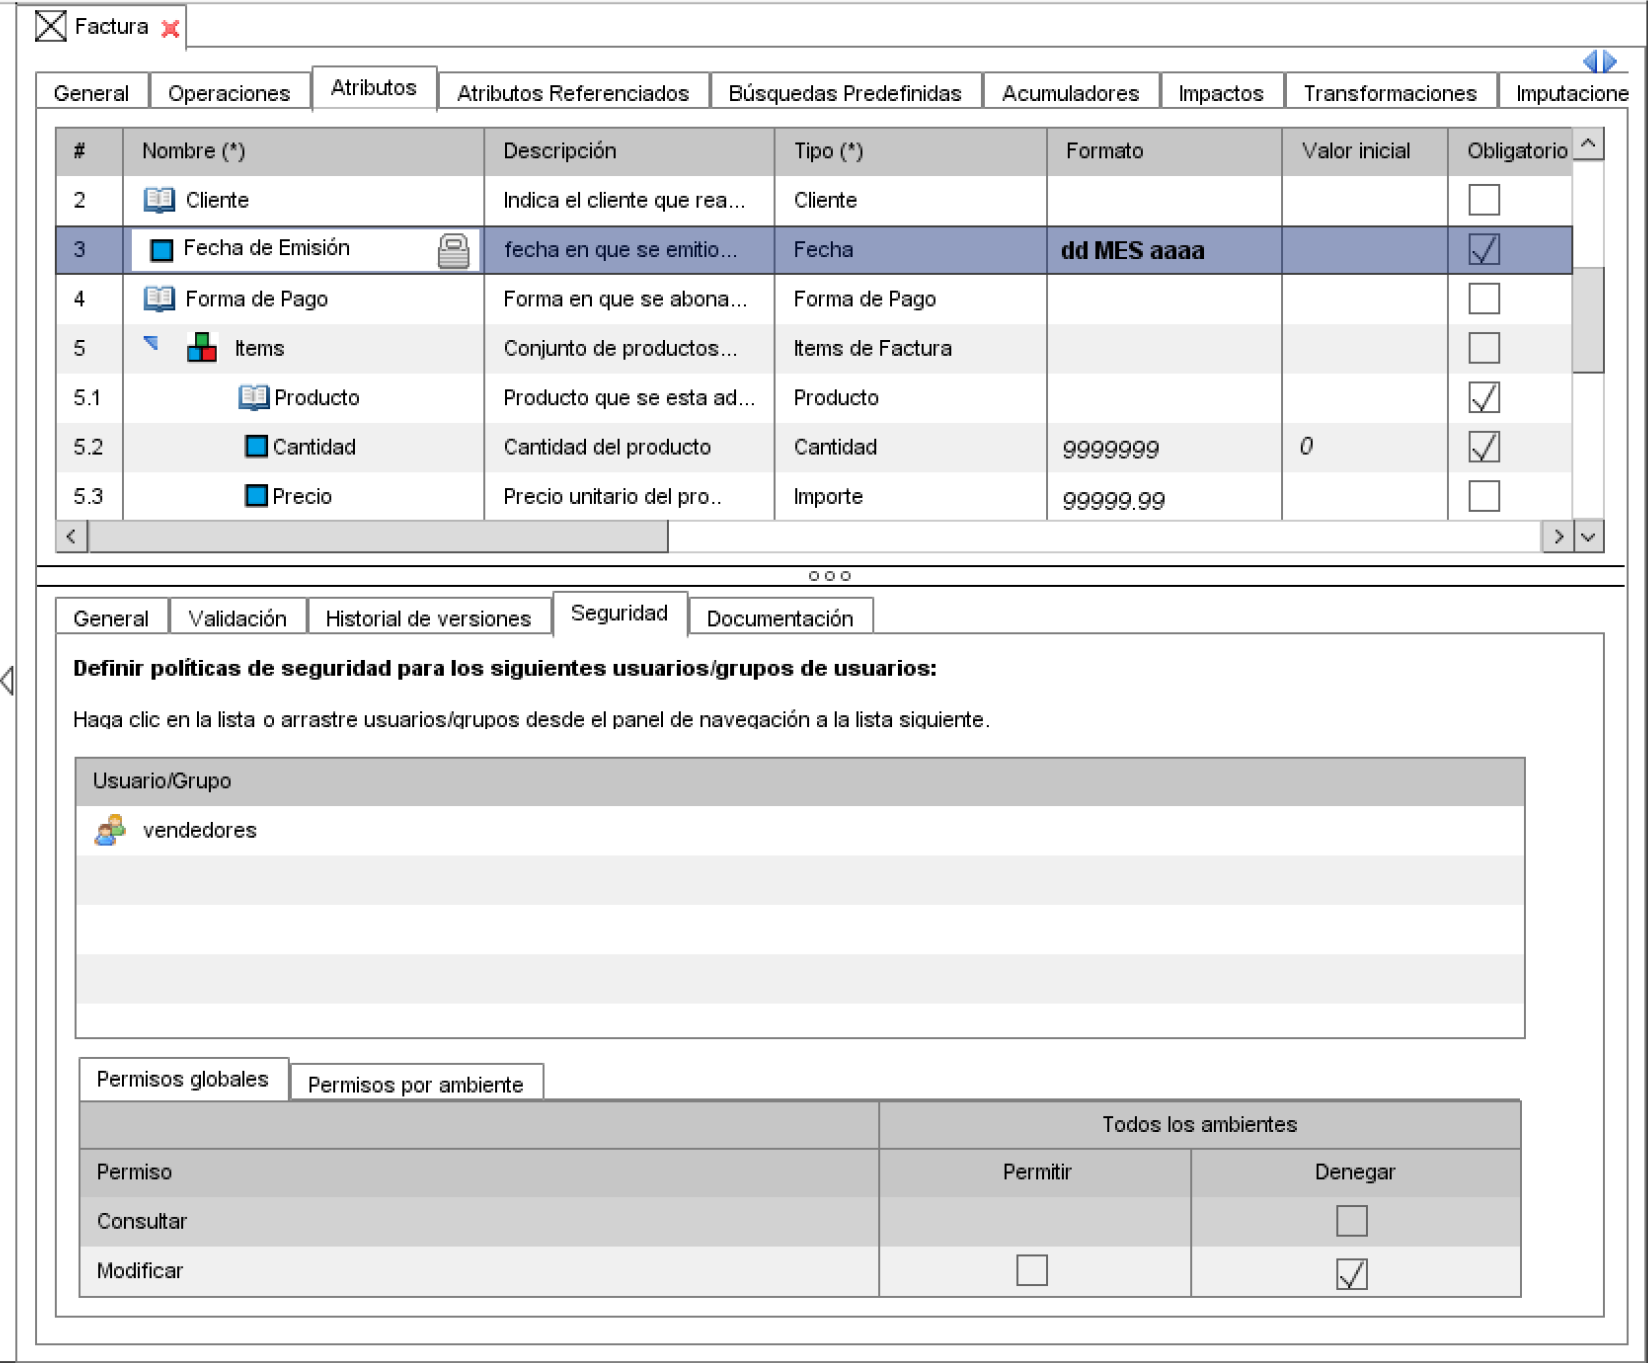 Factura
General Operaciones Atributos Atributos Referenciados Búsquedas Predefinidas Acumuladores Impactos Transformaciones Imputacione
# Nombre (*) Descripción Tipo (*) Formato Valor inicial Obligatorio
2 Cliente Indica el cliente que rea... Cliente
3 Fecha de Emisión fecha en que se emitio... Fecha dd MES aaaa
4 Forma de Pago Forma en que se abona... Forma de Pago
5 Items Conjunto de productos... Items de Factura
5.1 Producto Producto que se esta ad... Producto
5.2 Cantidad Cantidad del producto Cantidad 9999999 0
5.3 Precio Precio unitario del pro.. Importe 99999.99
General Validación Historial de versiones Seguridad Documentación
Definir políticas de seguridad para los siguientes usuarios/grupos de usuarios:
Haga clic en la lista o arrastre usuarios/grupos desde el panel de navegación a la lista siguiente.
Usuario/Grupo
vendedores
Permisos globales Permisos por ambiente
Todos los ambientes
Permiso Permitir Denegar
Consultar
Modificar